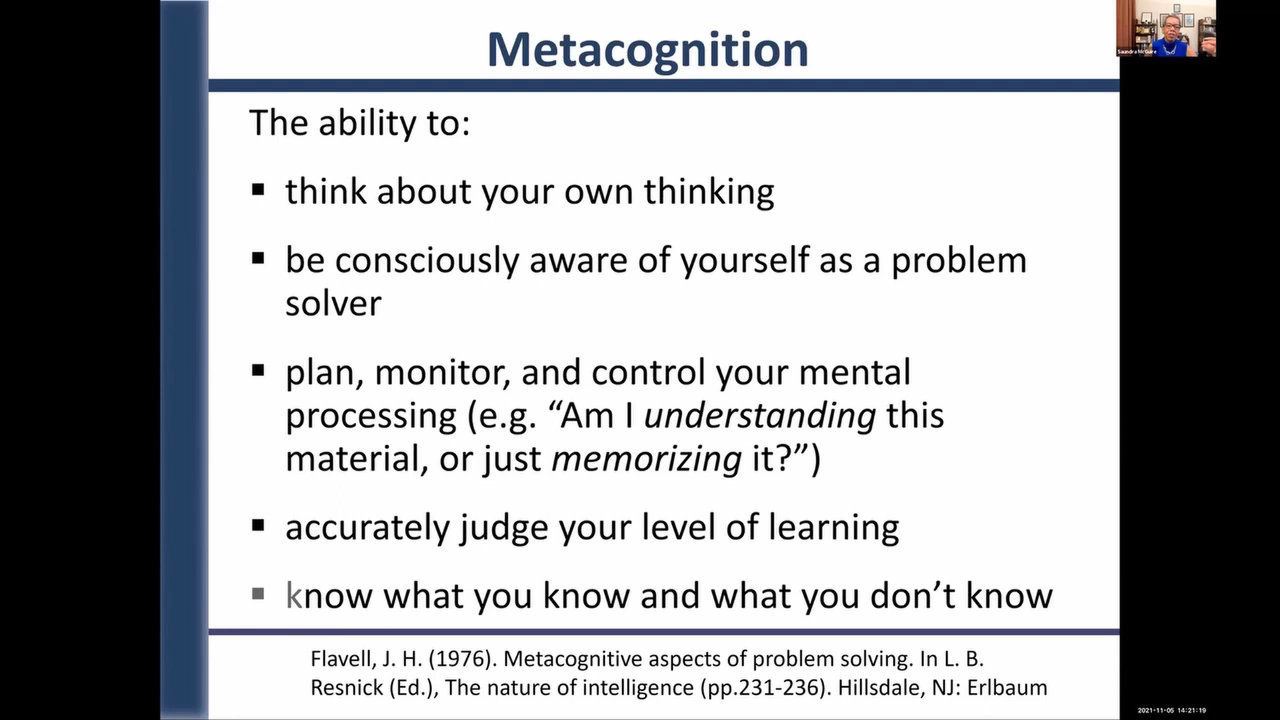 Metacognition
The ability to:
▪ think about your own thinking
▪ be consciously aware of yourself as a problem
solver
▪ plan, monitor, and control your mental
processing (e.g. “Am I understanding this
material, or just memorizing it?”)
▪ accurately judge your level of learning
▪ know what you know and what you don’t know
Flavell, J. H. (1976). Metacognitive aspects of problem solving. In L. B.
Resnick (Ed.), The nature of intelligence (pp.231-236). Hillsdale, NJ: Erlbaum
Saundra McGuire
2021-11-05 14:21:19